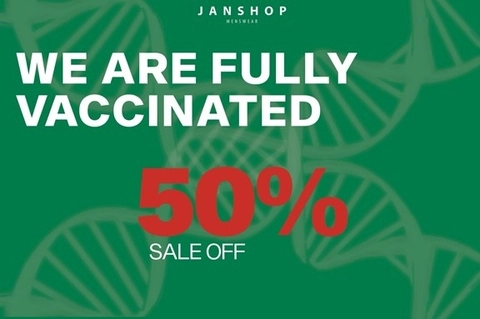 JANSHOP
MENSWEAR
WE ARE FULLY
VACCINATED
50%
SALE OFF